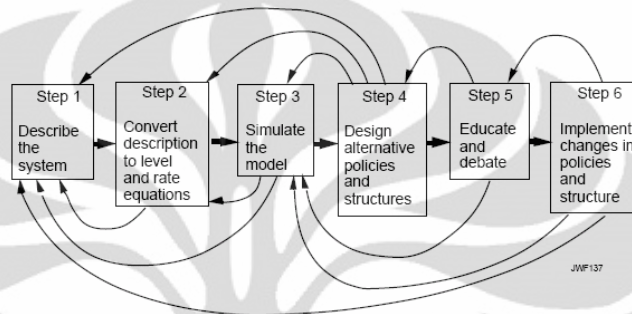 Step 1
Describe
the
system
Step 2
Convert
description
to level
and rate
equations
Step 3
Simulate
the
model
Step 4
Design
alternative
policies
and
structures
Step 5
Educate
and
debate
Step 6
Implement
changes in
policies
and
structure
JWF137